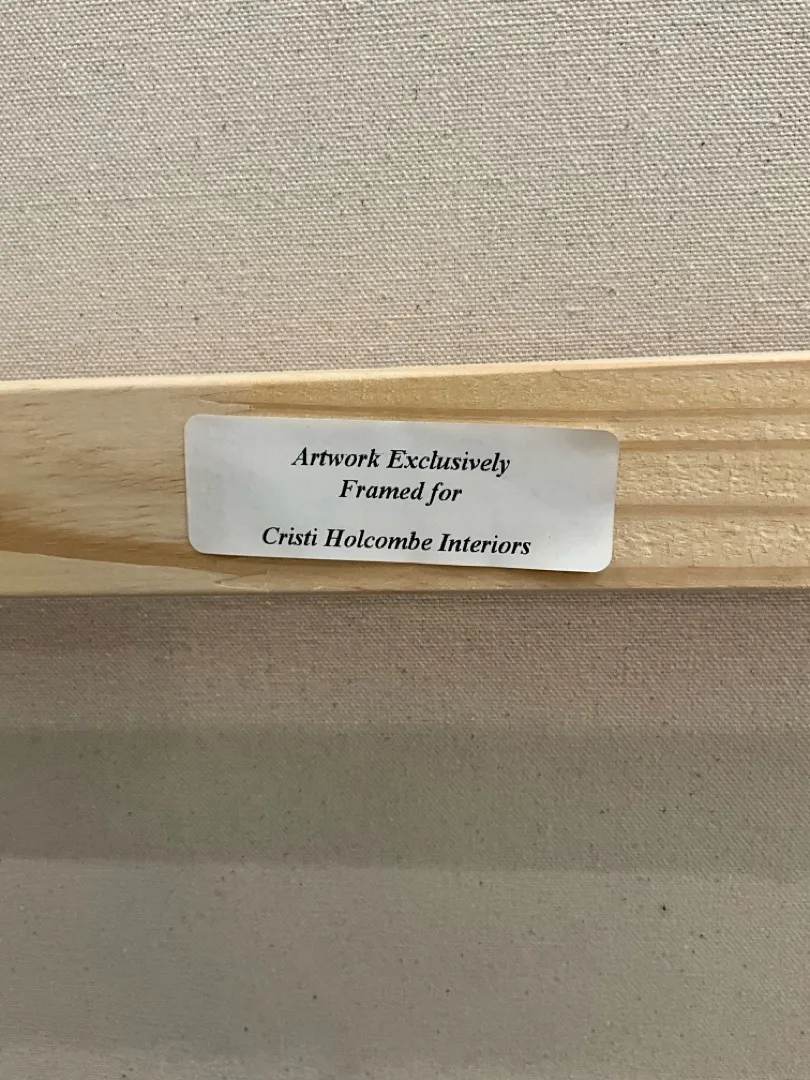 Artwork Exclusively
Framed for
Cristi Holcombe Interiors